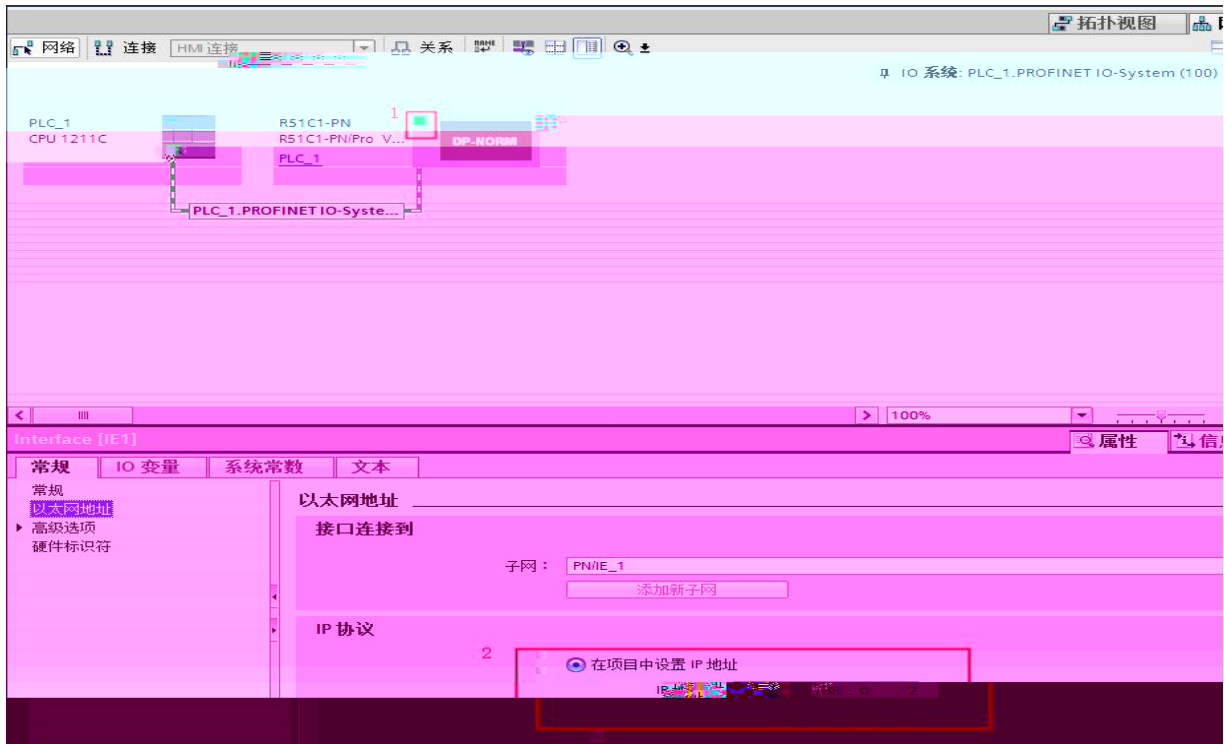 拓扑视图
网络 连接 HMI 连接 关系
IO 系统: PLC_1.PROFINET IO-System (100)
PLC_1
CPU 1211C
R51C1-PN
R51C1-PN/Pro V...
PLC_1
DP-NORM
1
PLC_1.PROFINET IO-Syste...
100%
Interface [IE1]
属性
常规 IO 变量 系统常数 文本
常规
以太网地址
高级选项
硬件标识符
以太网地址
接口连接到
子网： PN/IE_1
添加新子网
IP 协议
2
在项目中设置 IP 地址